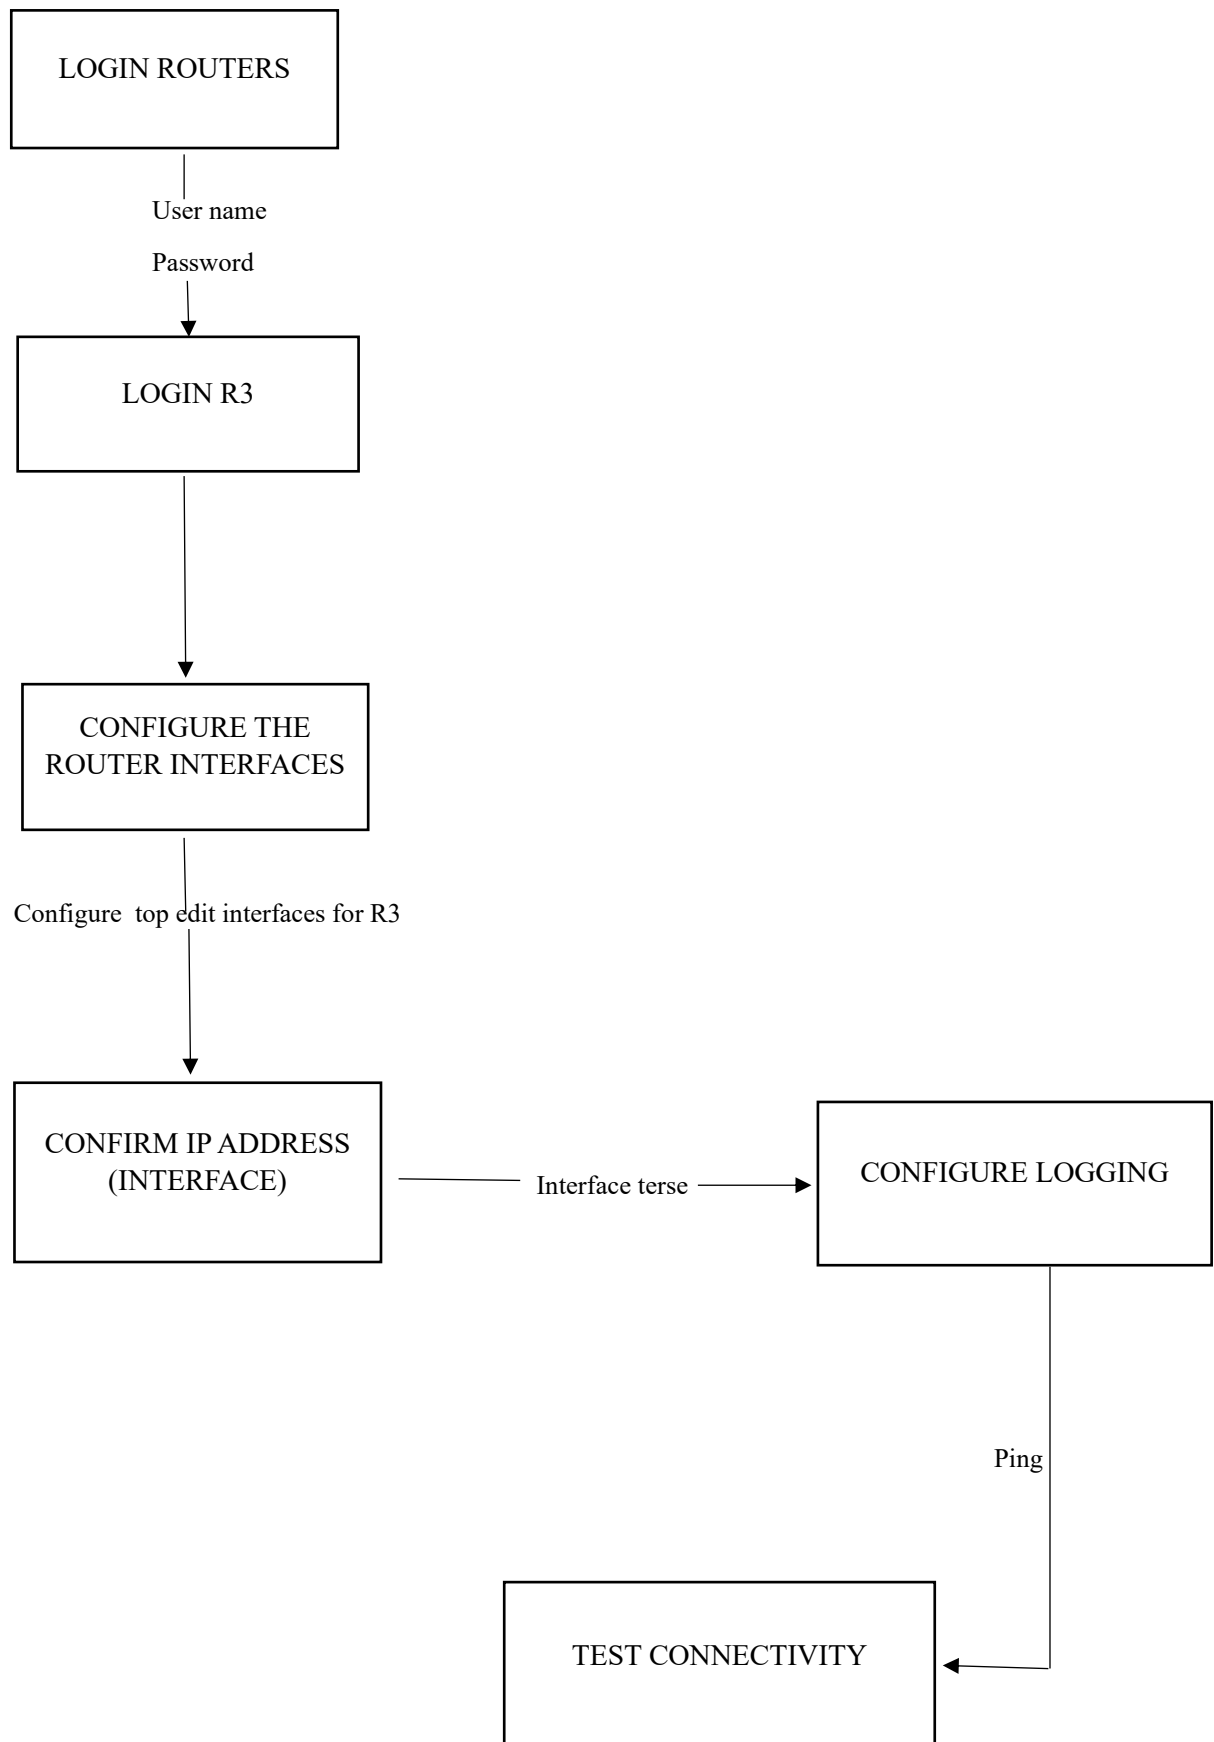 LOGIN ROUTERS
User name
Password
LOGIN R3
CONFIGURE THE
ROUTER INTERFACES
Configure  top edit interfaces for R3
CONFIRM IP ADDRESS
(INTERFACE)
Interface terse
CONFIGURE LOGGING
Ping
TEST CONNECTIVITY